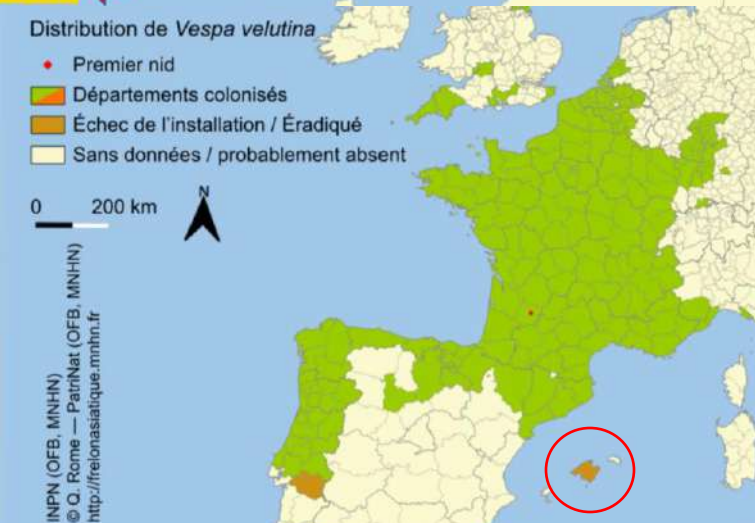 Distribution de Vespa velutina
Premier nid
Départements colonisés
Échec de l'installation / Éradiqué
Sans données / probablement absent
0 200 km
N
INPN (OFB, MNHN)
© Q. Rome — PatriNat (OFB, MNHN)
http://frelonasiatique.mnhn.fr